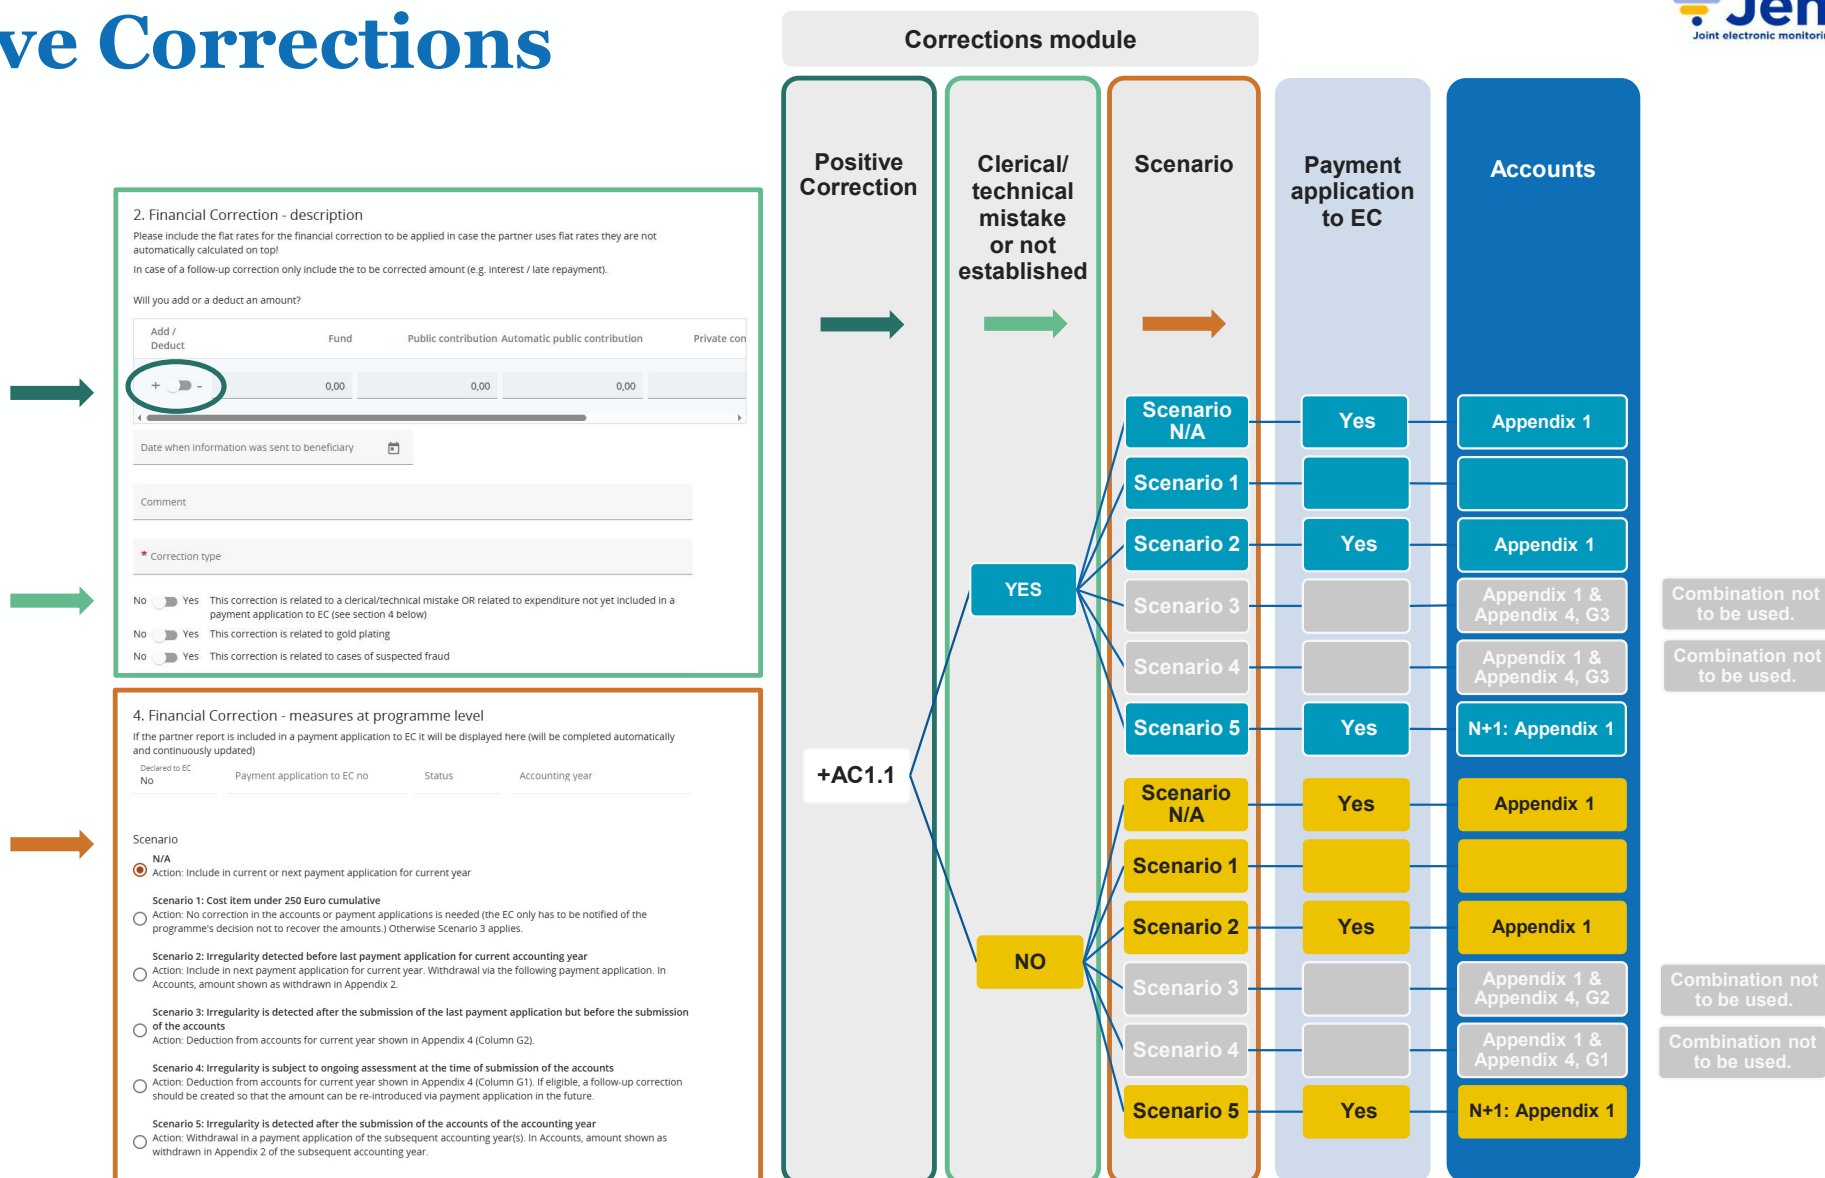 ve Corrections
Jem
Joint electronic monitorin
Corrections module
2. Financial Correction - description
Please include the flat rates for the financial correction to be applied in case the partner uses flat rates they are not
automatically calculated on top!
In case of a follow-up correction only include the to be corrected amount (e.g. interest / late repayment).
Will you add or a deduct an amount?
Add /
Deduct
Fund
Public contribution
Automatic public contribution
Private con
+ -
0,00
0,00
0,00
Date when information was sent to beneficiary
Comment
* Correction type
No Yes This correction is related to a clerical/technical mistake OR related to expenditure not yet included in a
payment application to EC (see section 4 below)
No Yes This correction is related to gold plating
No Yes This correction is related to cases of suspected fraud
4. Financial Correction - measures at programme level
If the partner report is included in a payment application to EC it will be displayed here (will be completed automatically
and continuously updated)
Declared to EC
No
Payment application to EC no
Status
Accounting year
Scenario
N/A
Action: Include in current or next payment application for current year
Scenario 1: Cost item under 250 Euro cumulative
Action: No correction in the accounts or payment applications is needed (the EC only has to be notified of the
programme's decision not to recover the amounts.) Otherwise Scenario 3 applies.
Scenario 2: Irregularity detected before last payment application for current accounting year
Action: Include in next payment application for current year. Withdrawal via the following payment application. In
Accounts, amount shown as withdrawn in Appendix 2.
Scenario 3: Irregularity is detected after the submission of the last payment application but before the submission
of the accounts
Action: Deduction from accounts for current year shown in Appendix 4 (Column G2).
Scenario 4: Irregularity is subject to ongoing assessment at the time of submission of the accounts
Action: Deduction from accounts for current year shown in Appendix 4 (Column G1). If eligible, a follow-up correction
should be created so that the amount can be re-introduced via payment application in the future.
Scenario 5: Irregularity is detected after the submission of the accounts of the accounting year
Action: Withdrawal in a payment application of the subsequent accounting year(s). In Accounts, amount shown as
withdrawn in Appendix 2 of the subsequent accounting year.
Positive
Correction
Clerical/
technical
mistake
or not
established
Scenario
Payment
application
to EC
Accounts
+AC1.1
YES
Scenario
N/A
Yes
Appendix 1
Scenario 1
Scenario 2
Yes
Appendix 1
Scenario 3
Appendix 1 &
Appendix 4, G3
Combination not
to be used.
Scenario 4
Appendix 1 &
Appendix 4, G3
Combination not
to be used.
Scenario 5
Yes
N+1: Appendix 1
NO
Scenario
N/A
Yes
Appendix 1
Scenario 1
Scenario 2
Yes
Appendix 1
Scenario 3
Appendix 1 &
Appendix 4, G2
Combination not
to be used.
Scenario 4
Appendix 1 &
Appendix 4, G1
Combination not
to be used.
Scenario 5
Yes
N+1: Appendix 1